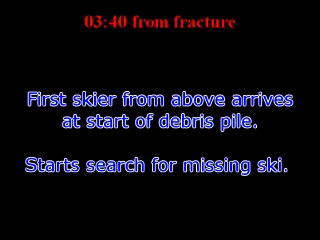 03:40 from fracture
First skier from above arrives
at start of debris pile.
Starts search for missing ski.